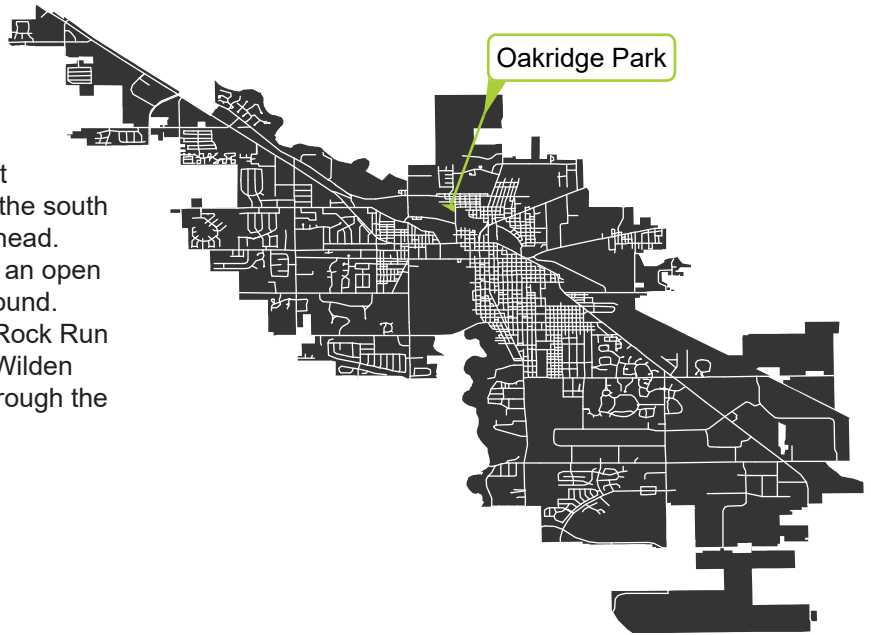 Oakridge Park
t
the south
head.
an open
ound.
Rock Run
Wilden
rough the